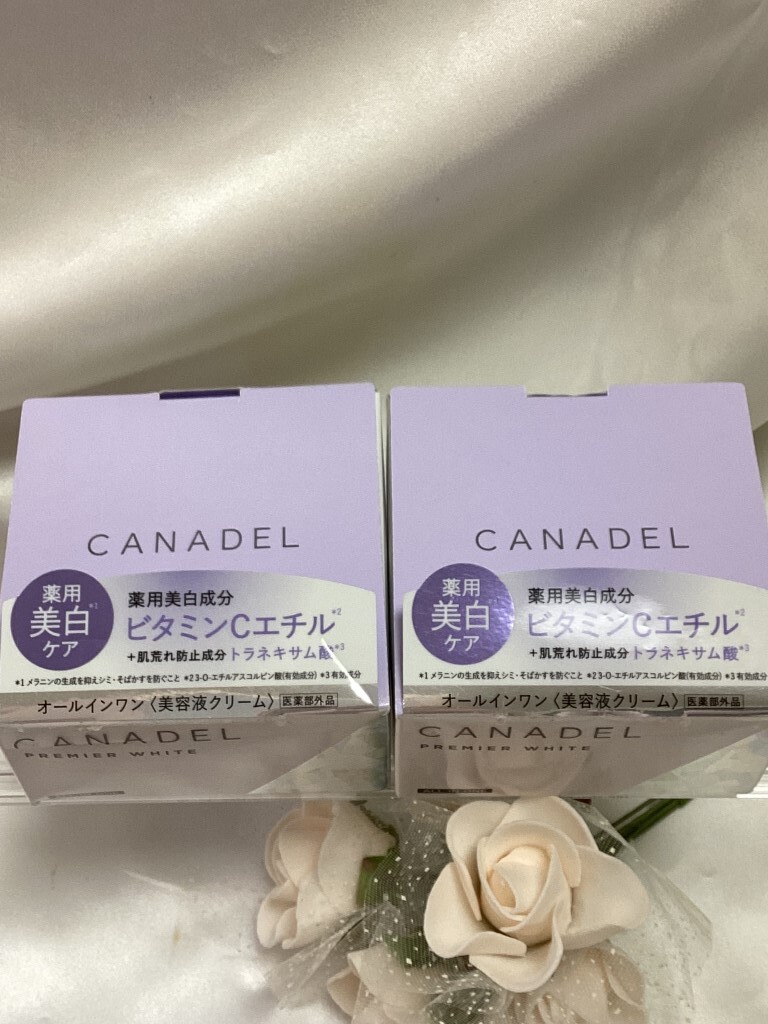 CANADEL
薬用
美白*1
ケア
薬用美白成分
ビタミンCエチル*2
+肌荒れ防止成分トラネキサム酸*3
*1メラニンの生成を抑えシミ・そばかすを防ぐこと *2 3-O-エチルアスコルビン酸(有効成分) *3有効成分
オールインワン〈美容液クリーム〉 医薬部外品
CANADEL
PREMIER WHITE
CANADEL
薬用
美白
ケア
薬用美白成分
ビタミンCエチル*2
+肌荒れ防止成分トラネキサム酸*3
*1メラニンの生成を抑えシミ・そばかすを防ぐこと *2 3-O-エチルアスコルビン酸(有効成分) *3有効成分
オールインワン〈美容液クリーム〉 医薬部外品
CANADEL
PREMIER WHITE